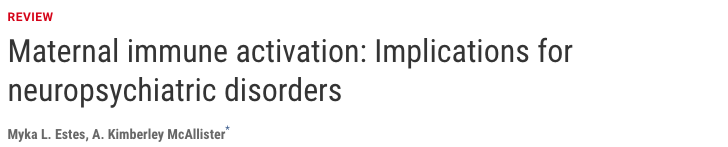 REVIEW
Maternal immune activation: Implications for
neuropsychiatric disorders
Myka L. Estes, A. Kimberley McAllister*